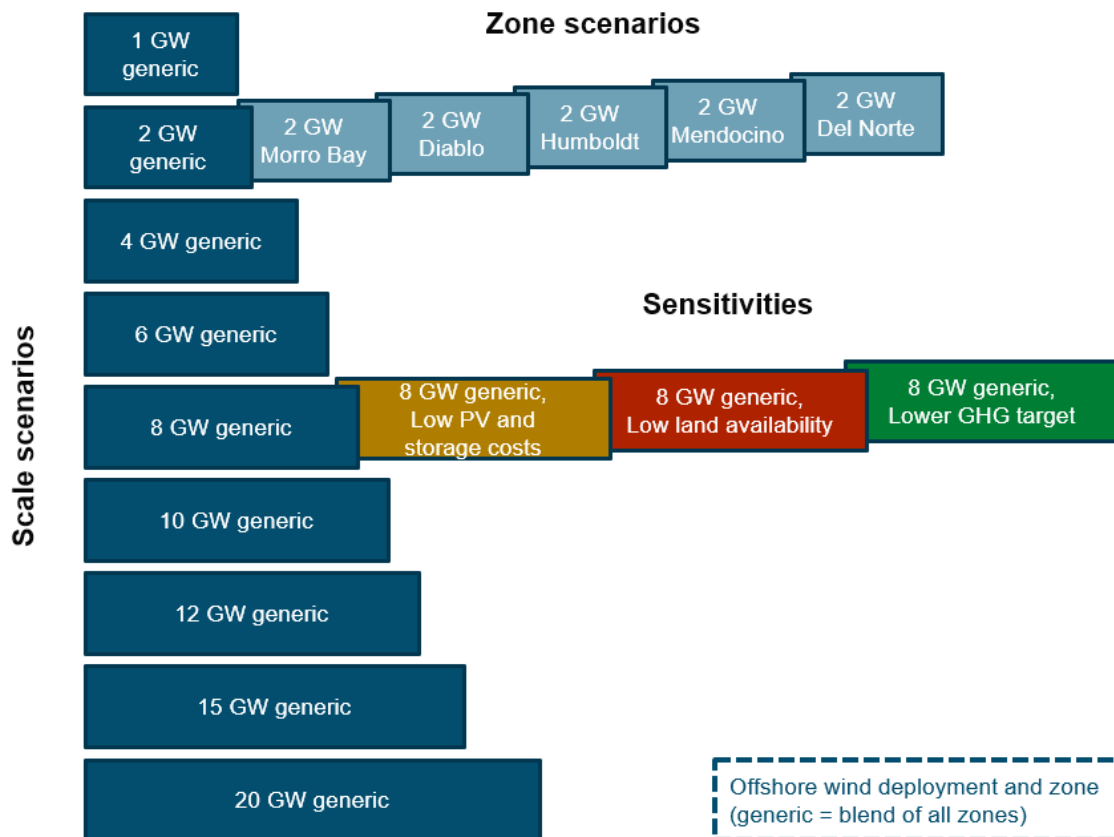 Zone scenarios
1 GW
generic
2 GW
generic
2 GW
Morro Bay
2 GW
Diablo
2 GW
Humboldt
2 GW
Mendocino
2 GW
Del Norte
4 GW generic
6 GW generic
Sensitivities
Scale scenarios
8 GW generic
8 GW generic,
Low PV and
storage costs
8 GW generic,
Low land availability
8 GW generic,
Lower GHG target
10 GW generic
12 GW generic
15 GW generic
20 GW generic
Offshore wind deployment and zone
(generic = blend of all zones)